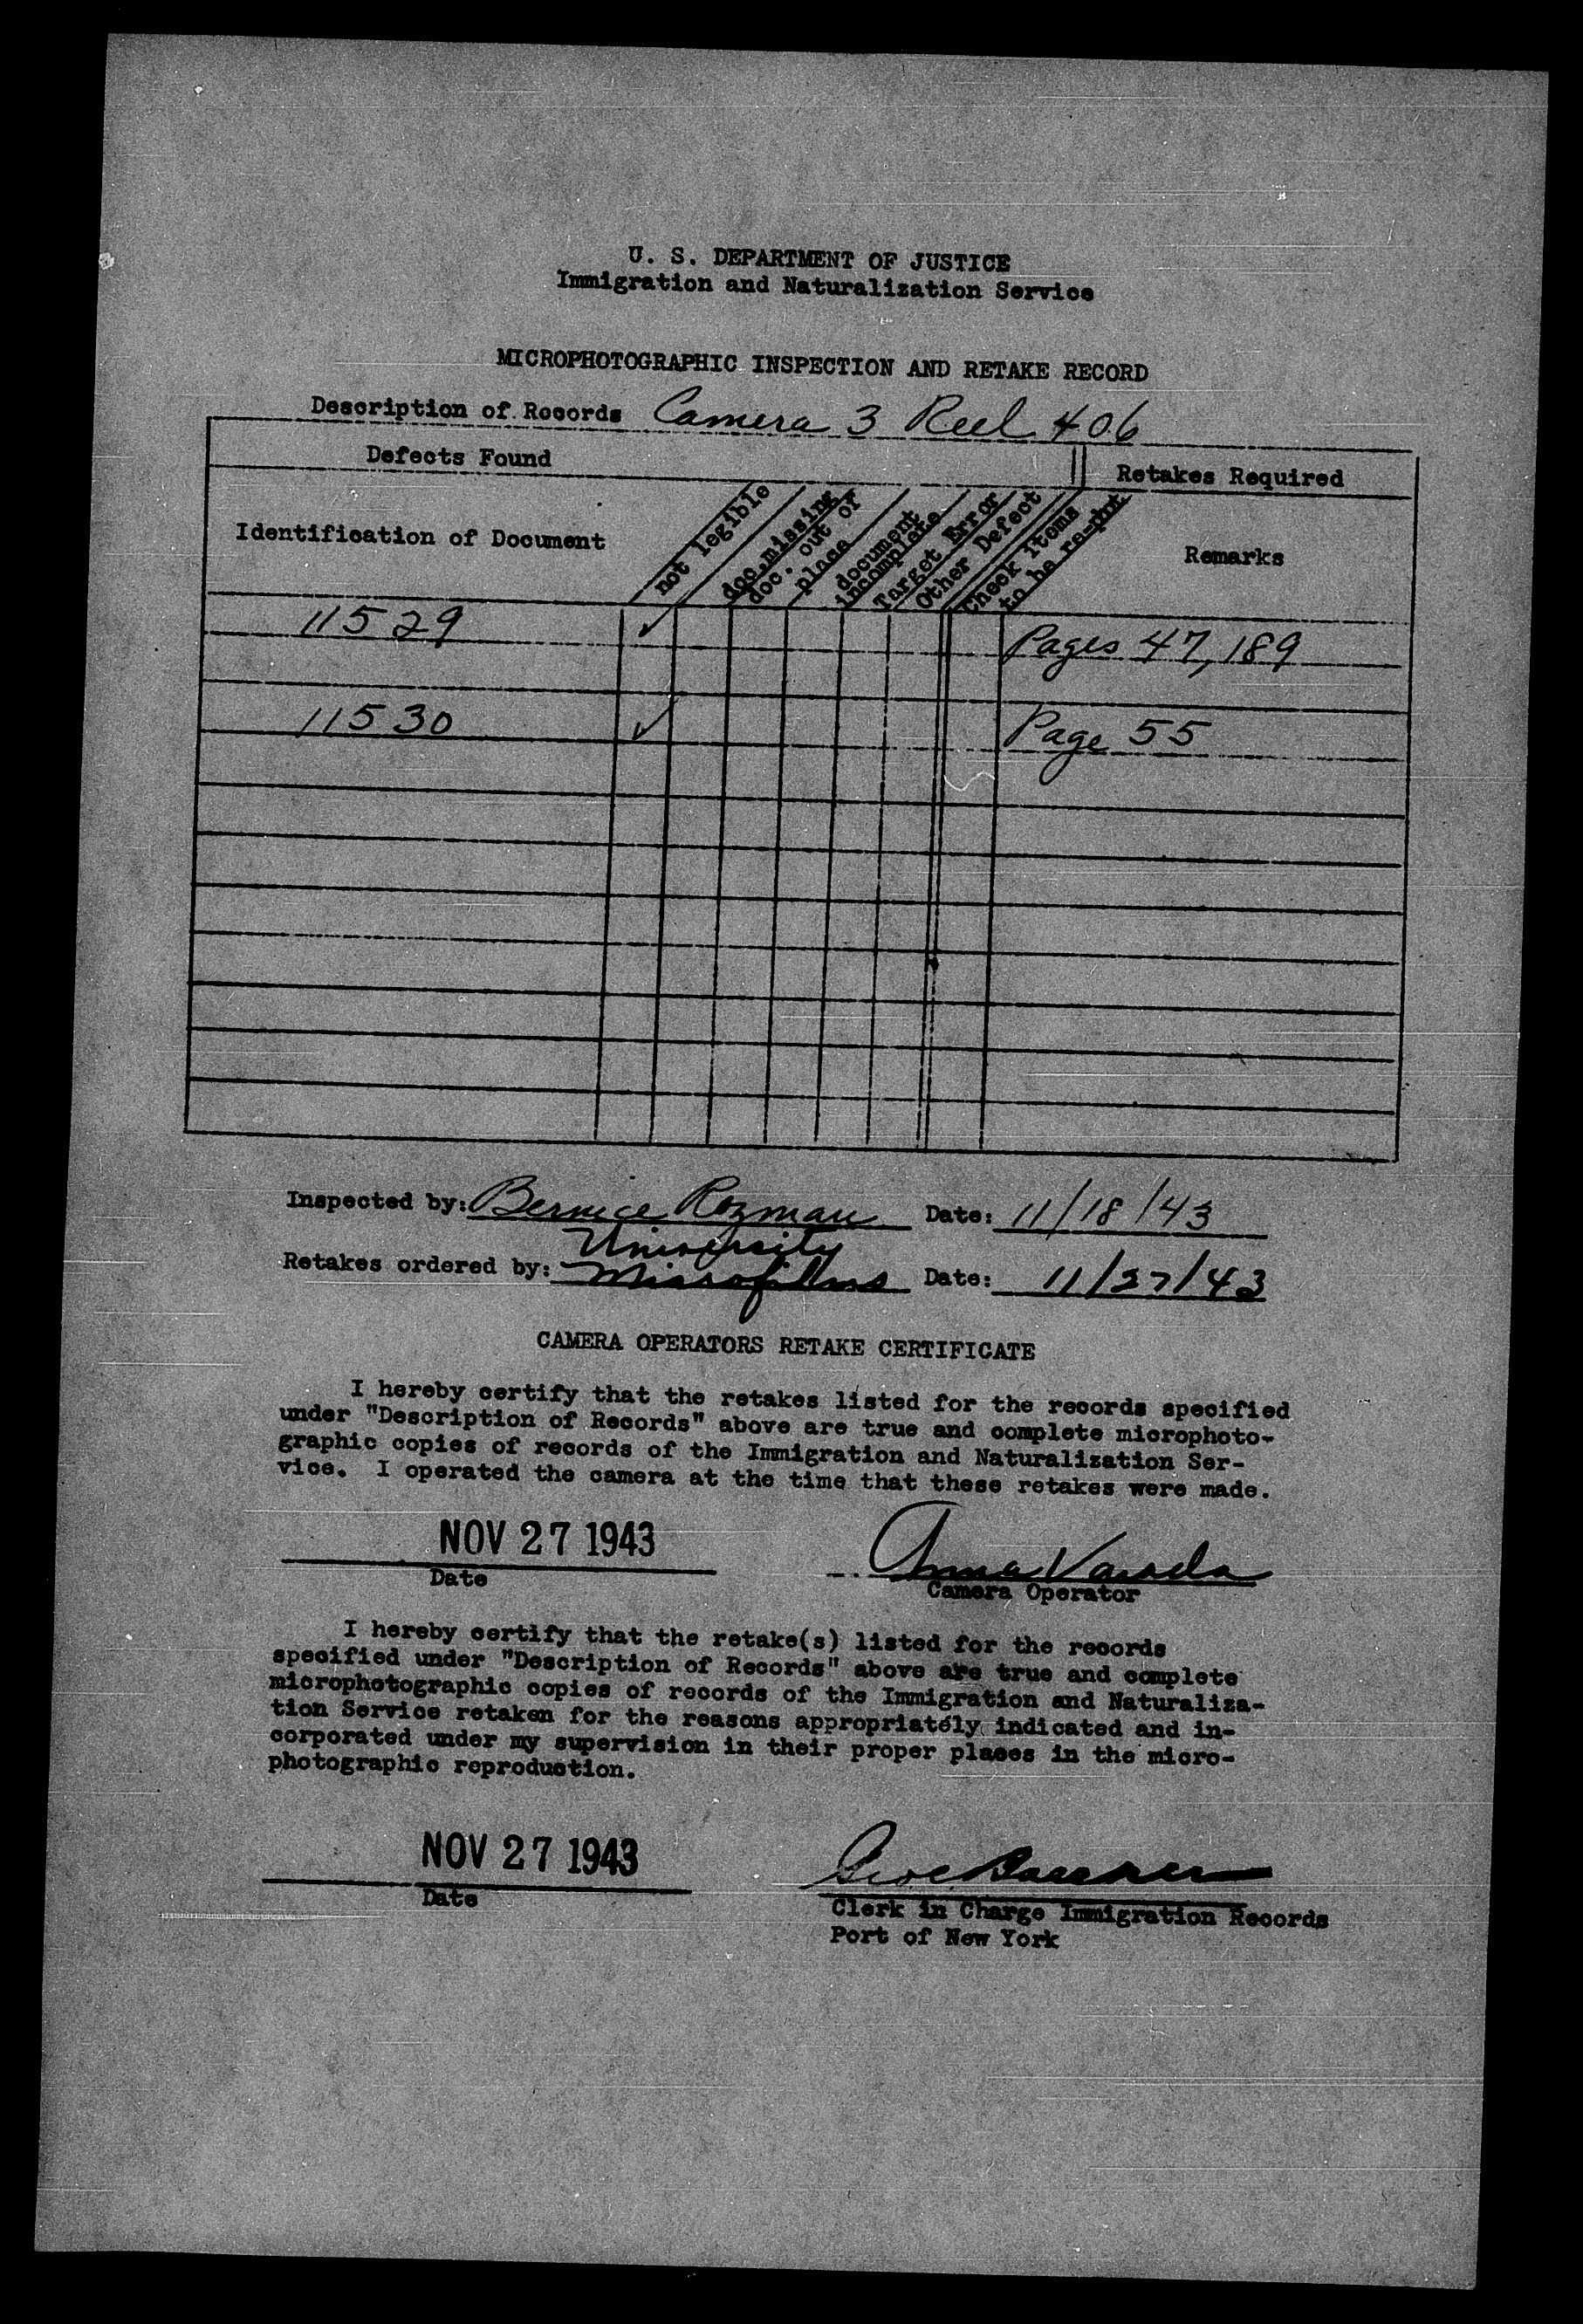 U. S. DEPARTMENT OF JUSTICE
Immigration and Naturalization Service
MICROPHOTOGRAPHIC INSPECTION AND RETAKE RECORD
Description of Records Camera 3 Reel 406
Defects Found
Retakes Required
Identification of Document
not legible
doc. missing
doc. out of
place
document
incomplete
Target Error
Other Defect
Check items
to be re-pht
Remarks
11529 ✓ Pages 47, 189
11530 ✓ Page 55
Inspected by: Bernice Rozman Date: 11/18/43
University
Retakes ordered by: Microfilms Date: 11/27/43
CAMERA OPERATORS RETAKE CERTIFICATE
I hereby certify that the retakes listed for the records specified
under "Description of Records" above are true and complete microphoto-
graphic copies of records of the Immigration and Naturalization Ser-
vice. I operated the camera at the time that these retakes were made.
NOV 27 1943
Date
Anna
Camera Operator
I hereby certify that the retake(s) listed for the records
specified under "Description of Records" above are true and complete
microphotographic copies of records of the Immigration and Naturaliza-
tion Service retaken for the reasons appropriately indicated and in-
corporated under my supervision in their proper places in the micro-
photographic reproduction.
NOV 27 1943
Date
Clerk in Charge Immigration Records
Port of New York